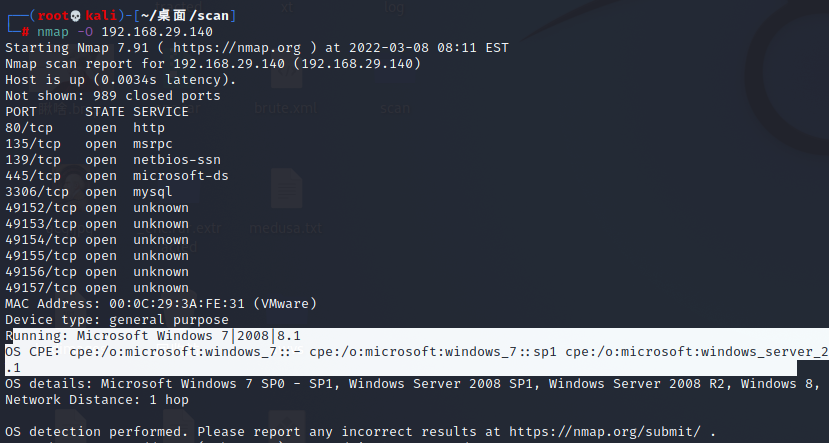 ┌──(root💀kali)-[~/桌面/scan]
└─# nmap -O 192.168.29.140
Starting Nmap 7.91 ( https://nmap.org ) at 2022-03-08 08:11 EST
Nmap scan report for 192.168.29.140 (192.168.29.140)
Host is up (0.0034s latency).
Not shown: 989 closed ports
PORT      STATE SERVICE
80/tcp    open  http
135/tcp   open  msrpc
139/tcp   open  netbios-ssn
445/tcp   open  microsoft-ds
3306/tcp  open  mysql
49152/tcp open  unknown
49153/tcp open  unknown
49154/tcp open  unknown
49155/tcp open  unknown
49156/tcp open  unknown
49157/tcp open  unknown
MAC Address: 00:0C:29:3A:FE:31 (VMware)
Device type: general purpose
Running: Microsoft Windows 7|2008|8.1
OS CPE: cpe:/o:microsoft:windows_7::- cpe:/o:microsoft:windows_7::sp1 cpe:/o:microsoft:windows_server_2
.1
OS details: Microsoft Windows 7 SP0 - SP1, Windows Server 2008 SP1, Windows Server 2008 R2, Windows 8,
Network Distance: 1 hop
OS detection performed. Please report any incorrect results at https://nmap.org/submit/ .
log
brute.xml
scan
medusa.txt